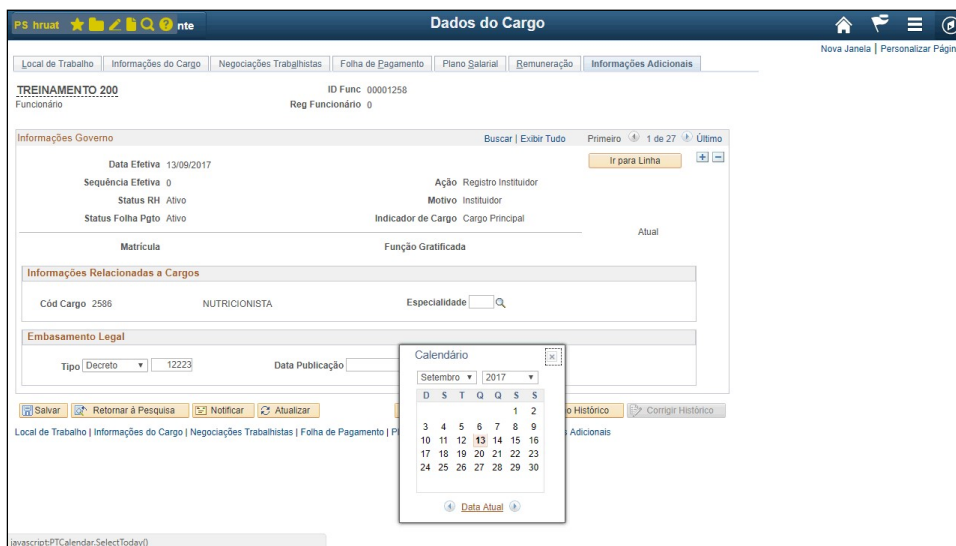 PS hruat nte Dados do Cargo
Nova Janela | Personalizar Págin
Local de Trabalho Informações do Cargo Negociações Trabalhistas Folha de Pagamento Plano Salarial Remuneração Informações Adicionais
TREINAMENTO 200 ID Func 00001258
Funcionário Reg Funcionário 0
Informações Governo Buscar | Exibir Tudo Primeiro 1 de 27 Último
Data Efetiva 13/09/2017 Ir para Linha
Sequência Efetiva 0 Ação Registro Instituidor
Status RH Ativo Motivo Instituidor
Status Folha Pgto Ativo Indicador de Cargo Cargo Principal
Atual
Matrícula Função Gratificada
Informações Relacionadas a Cargos
Cód Cargo 2586 NUTRICIONISTA Especialidade
Embasamento Legal
Tipo Decreto 12223 Data Publicação
Calendário
Setembro 2017
D S T Q Q S S
1 2
3 4 5 6 7 8 9
10 11 12 13 14 15 16
17 18 19 20 21 22 23
24 25 26 27 28 29 30
Data Atual
Salvar Retornar à Pesquisa Notificar Atualizar o Histórico Corrigir Histórico
Local de Trabalho | Informações do Cargo | Negociações Trabalhistas | Folha de Pagamento | Pl s Adicionais
javascript:PTCalendar.SelectToday()